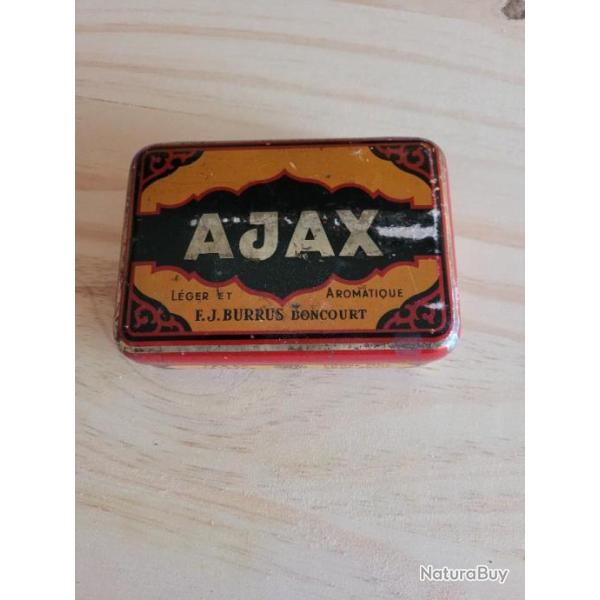 AJAX
LÉGER ET AROMATIQUE
F.J. BURRUS BONCOURT
NaturaBuy